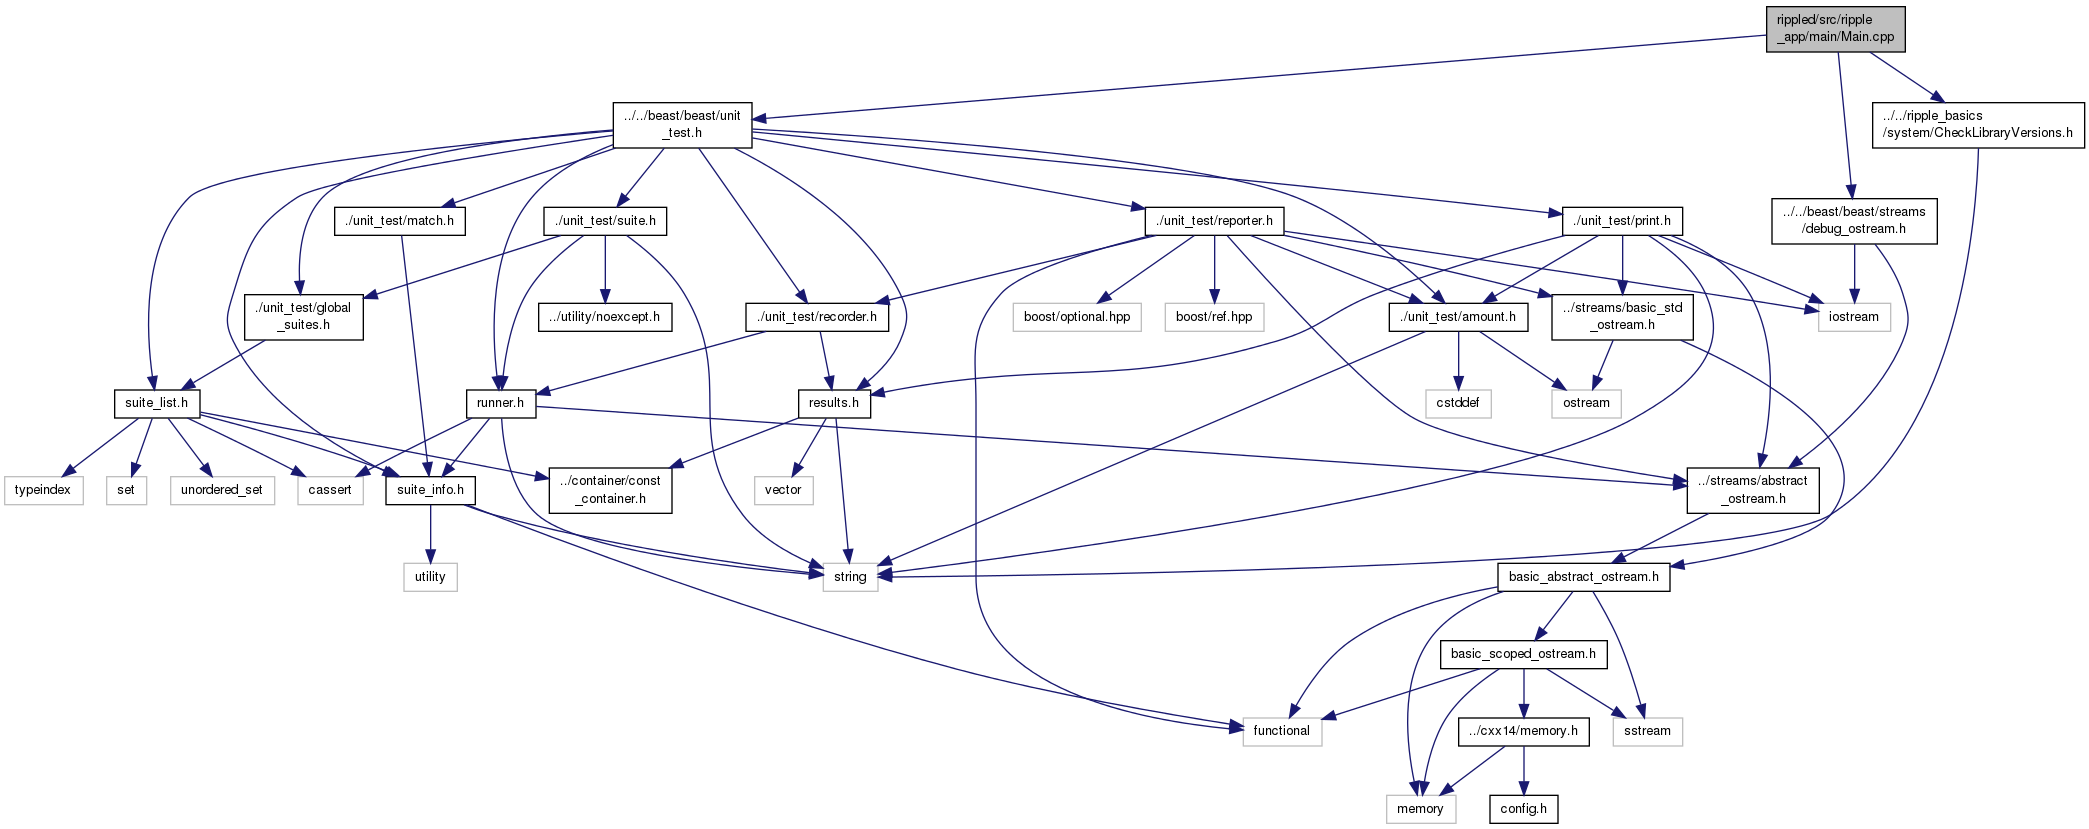 rippled/src/ripple
_app/main/Main.cpp
../../beast/beast/unit
_test.h
../../ripple_basics
/system/CheckLibraryVersions.h
./unit_test/match.h
./unit_test/suite.h
./unit_test/reporter.h
./unit_test/print.h
../../beast/beast/streams
/debug_ostream.h
./unit_test/global
_suites.h
../utility/noexcept.h
./unit_test/recorder.h
boost/optional.hpp
boost/ref.hpp
./unit_test/amount.h
../streams/basic_std
_ostream.h
iostream
suite_list.h
runner.h
results.h
cstddef
ostream
typeindex
set
unordered_set
cassert
suite_info.h
../container/const
_container.h
vector
../streams/abstract
_ostream.h
utility
string
basic_abstract_ostream.h
basic_scoped_ostream.h
functional
../cxx14/memory.h
sstream
memory
config.h